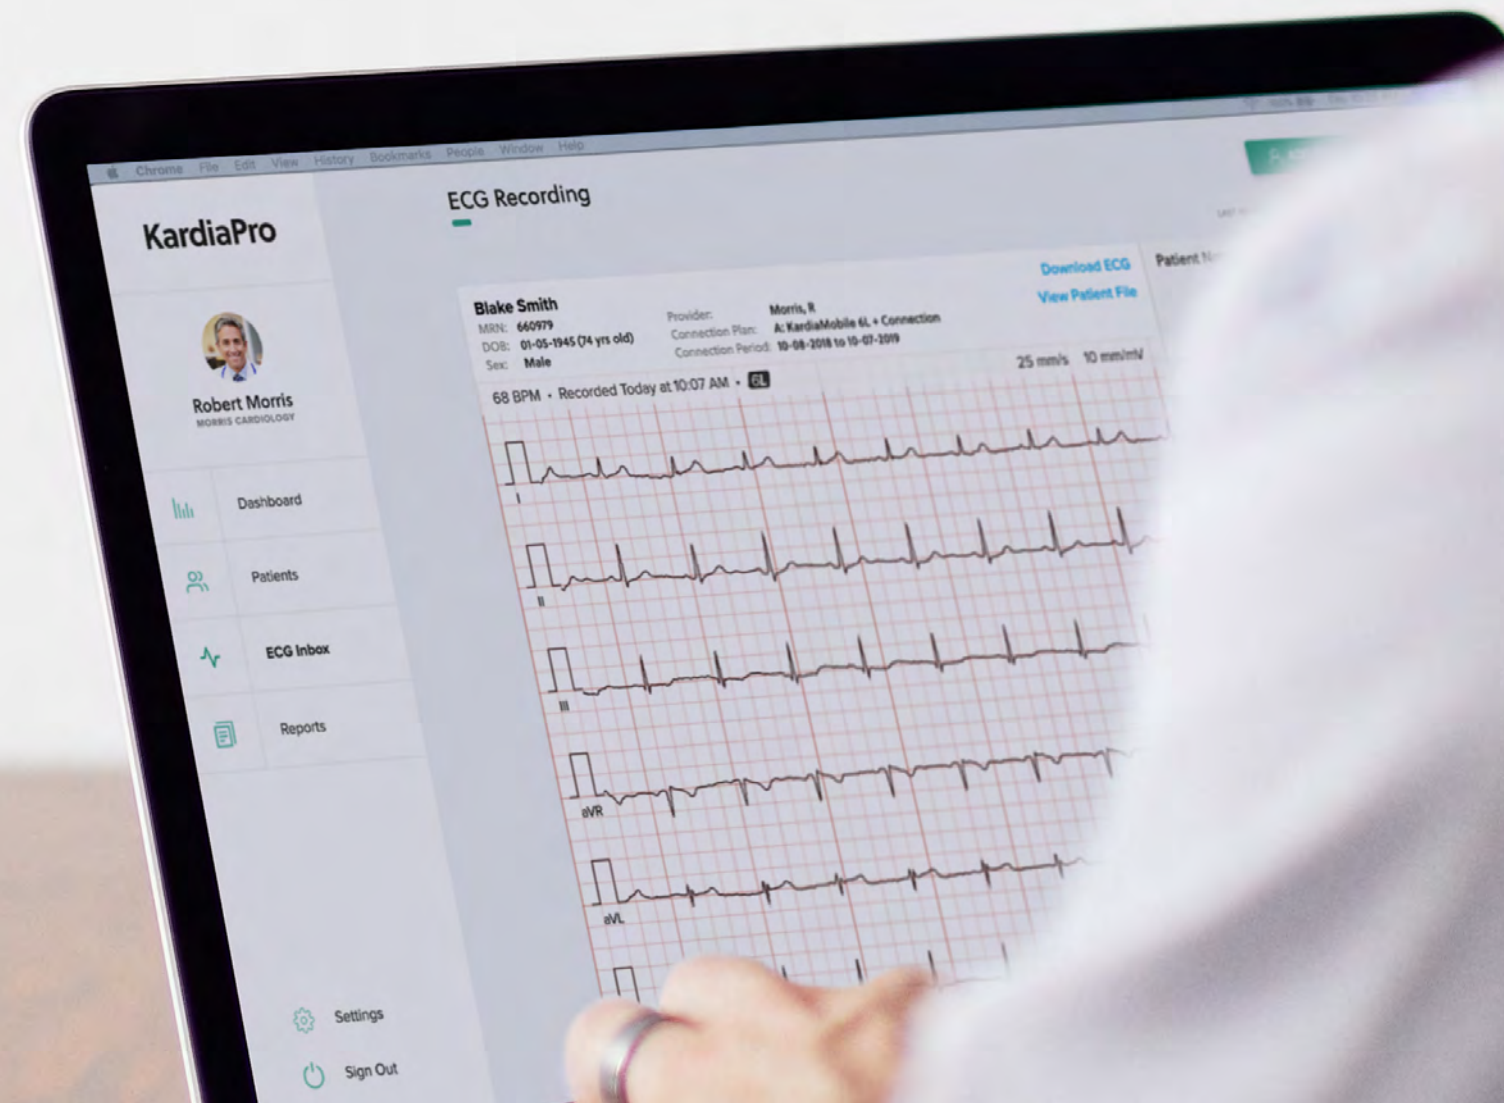 Chrome File Edit View History Bookmarks People Window Help
KardiaPro
Robert Morris
MORRIS CARDIOLOGY
Dashboard
Patients
ECG Inbox
Reports
Settings
Sign Out
ECG Recording
Blake Smith
MRN: 660979
DOB: 01-05-1945 (74 yrs old)
Sex: Male
Provider: Morris, R
Connection Plan: A: KardiaMobile 6L + Connection
Connection Period: 10-08-2018 to 10-07-2019
Download ECG
View Patient File
Patient
68 BPM • Recorded Today at 10:07 AM • 6L
25 mm/s 10 mm/mV
I
II
III
aVR
aVL